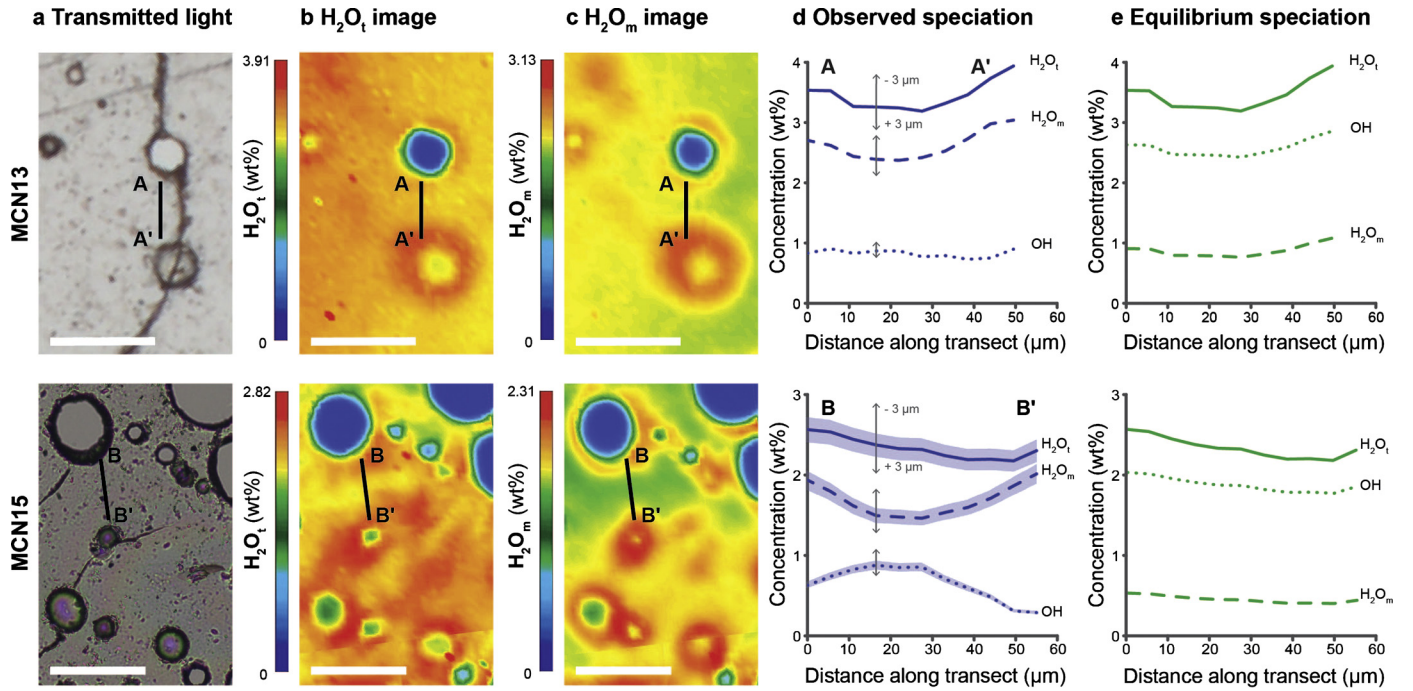 a Transmitted light
b H₂Oₜ image
c H₂Oₘ image
d Observed speciation
e Equilibrium speciation
MCN13
A
A'
3.91
H₂Oₜ (wt%)
0
A
A'
3.13
H₂Oₘ (wt%)
0
A
A'
Concentration (wt%)
4
3
2
1
0
A
A'
- 3 µm
+ 3 µm
H₂Oₜ
H₂Oₘ
OH
0 10 20 30 40 50 60
Distance along transect (µm)
Concentration (wt%)
4
3
2
1
0
H₂Oₜ
OH
H₂Oₘ
0 10 20 30 40 50 60
Distance along transect (µm)
MCN15
B
B'
2.82
H₂Oₜ (wt%)
0
B
B'
2.31
H₂Oₘ (wt%)
0
B
B'
Concentration (wt%)
3
2
1
0
B
B'
- 3 µm
+ 3 µm
H₂Oₜ
H₂Oₘ
OH
0 10 20 30 40 50 60
Distance along transect (µm)
Concentration (wt%)
3
2
1
0
H₂Oₜ
OH
H₂Oₘ
0 10 20 30 40 50 60
Distance along transect (µm)